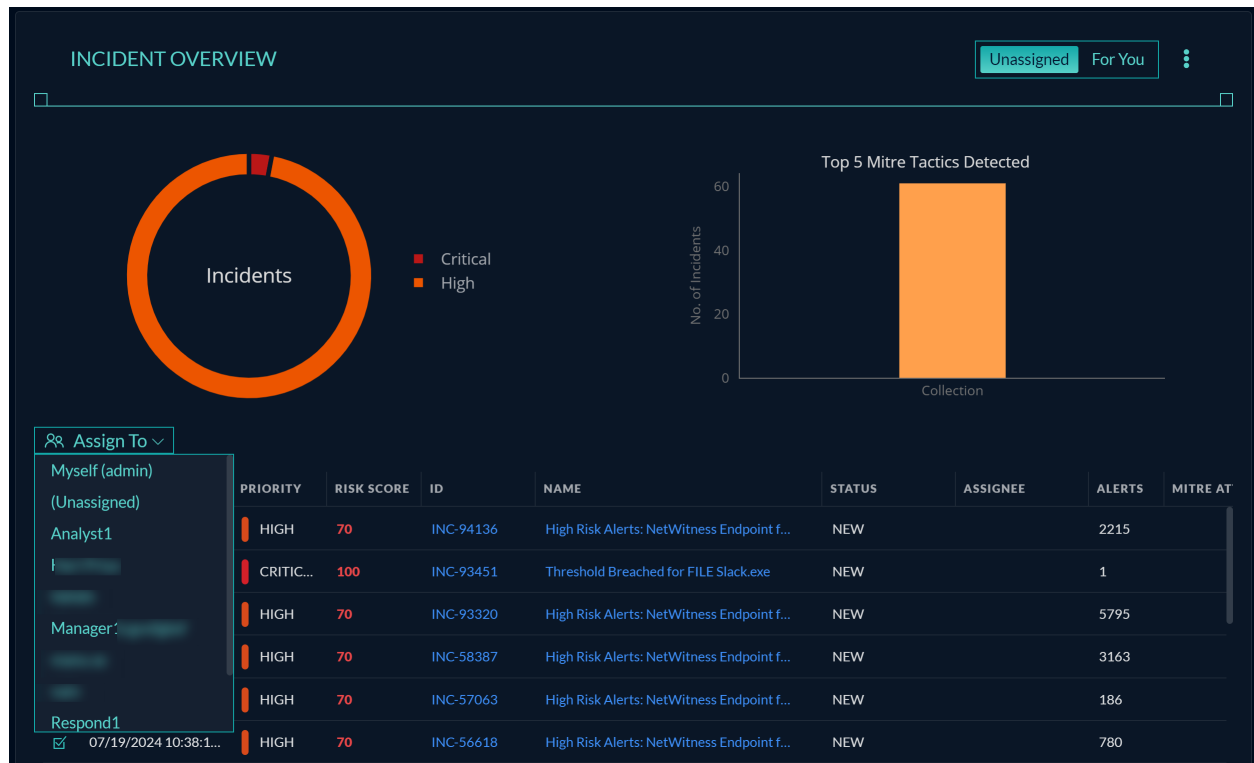 INCIDENT OVERVIEW
Unassigned For You
Incidents
Critical
High
Top 5 Mitre Tactics Detected
No. of Incidents
60
40
20
0
Collection
Assign To
Myself (admin)
(Unassigned)
Analyst1
Manager1
Respond1
PRIORITY RISK SCORE ID NAME STATUS ASSIGNEE ALERTS MITRE AT
HIGH 70 INC-94136 High Risk Alerts: NetWitness Endpoint f... NEW 2215
CRITIC... 100 INC-93451 Threshold Breached for FILE Slack.exe NEW 1
HIGH 70 INC-93320 High Risk Alerts: NetWitness Endpoint f... NEW 5795
HIGH 70 INC-58387 High Risk Alerts: NetWitness Endpoint f... NEW 3163
HIGH 70 INC-57063 High Risk Alerts: NetWitness Endpoint f... NEW 186
07/19/2024 10:38:1... HIGH 70 INC-56618 High Risk Alerts: NetWitness Endpoint f... NEW 780